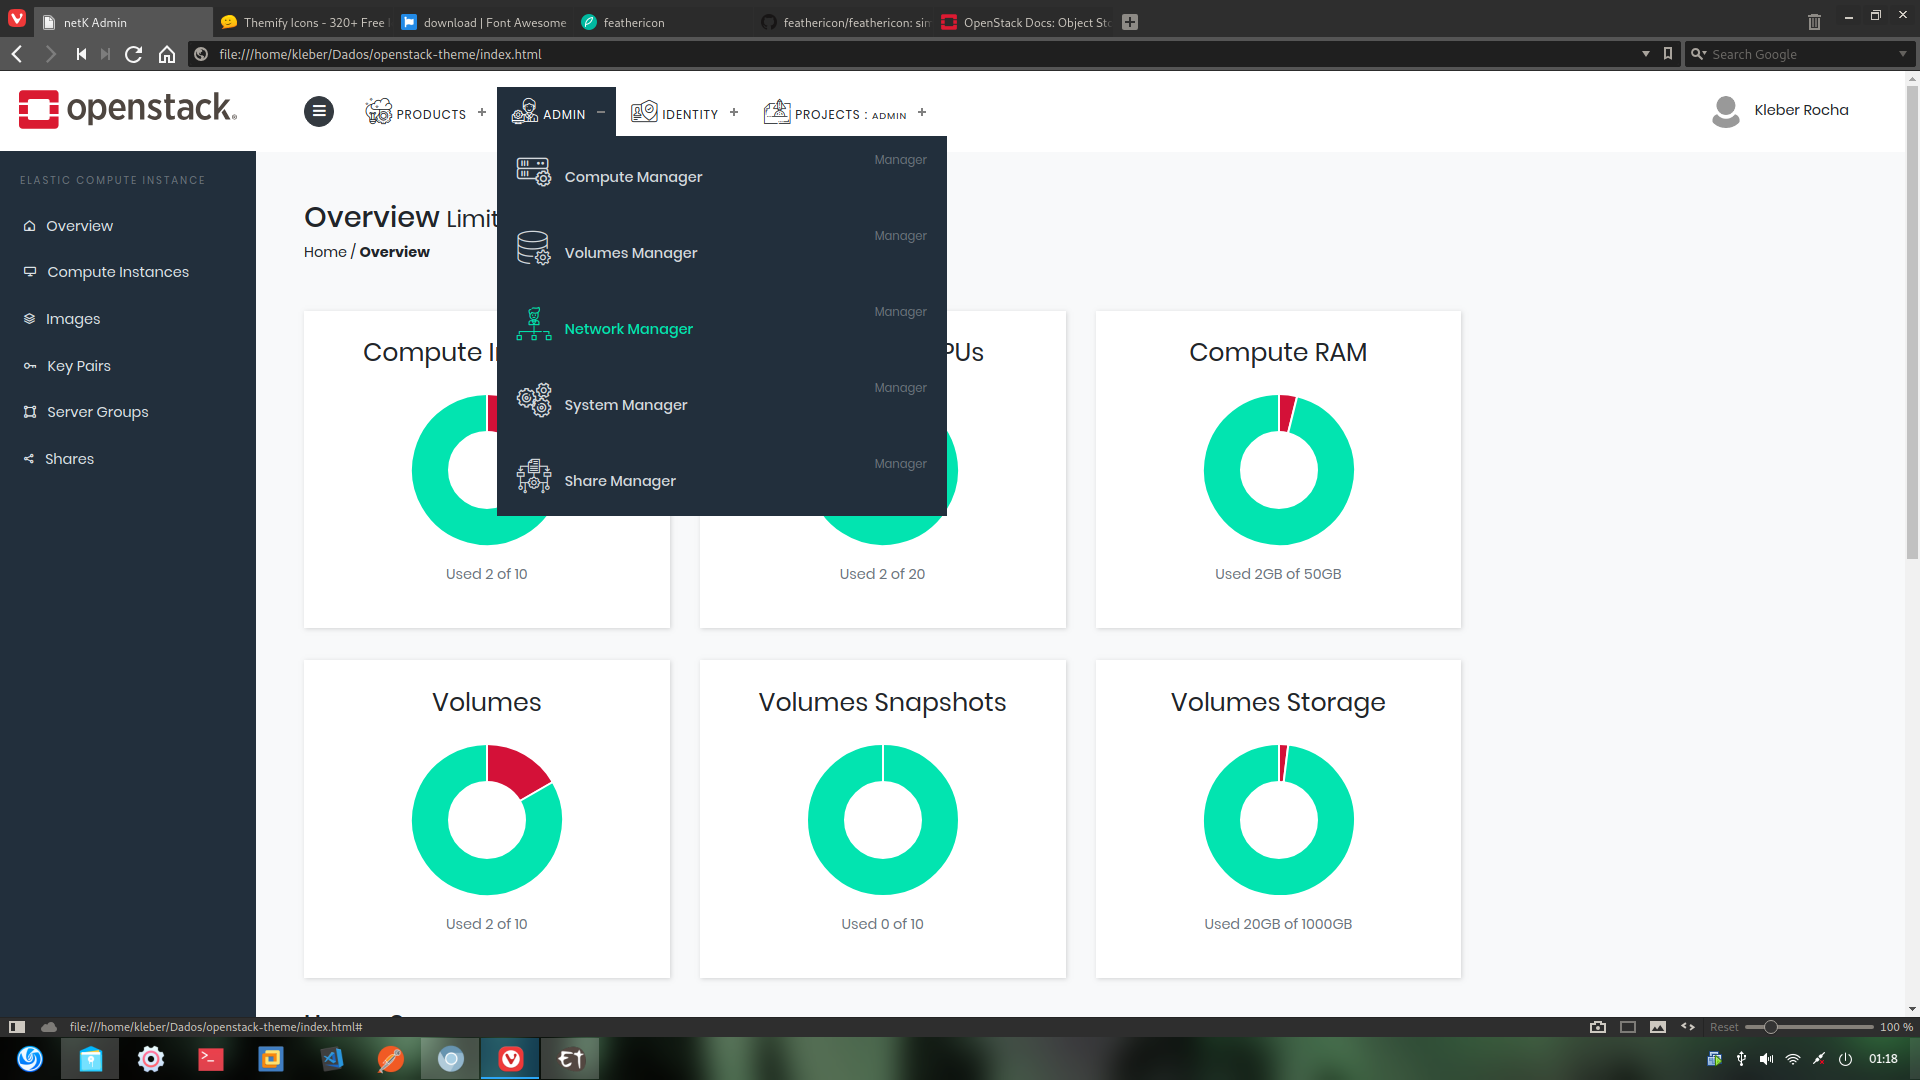 netK Admin
Themify Icons - 320+ Free
download | Font Awesome
feathericon
feathericon/feathericon: sim
OpenStack Docs: Object Sto
file:///home/kleber/Dados/openstack-theme/index.html
Search Google
openstack.
PRODUCTS +
ADMIN −
IDENTITY +
PROJECTS : ADMIN +
Kleber Rocha
ELASTIC COMPUTE INSTANCE
Overview
Compute Instances
Images
Key Pairs
Server Groups
Shares
Manager
Compute Manager
Manager
Volumes Manager
Manager
Network Manager
Manager
System Manager
Manager
Share Manager
Overview Limit
Home / Overview
Compute I
PUs
Compute RAM
Used 2 of 10
Used 2 of 20
Used 2GB of 50GB
Volumes
Volumes Snapshots
Volumes Storage
Used 2 of 10
Used 0 of 10
Used 20GB of 1000GB
file:///home/kleber/Dados/openstack-theme/index.html#
Reset
100 %
01:18